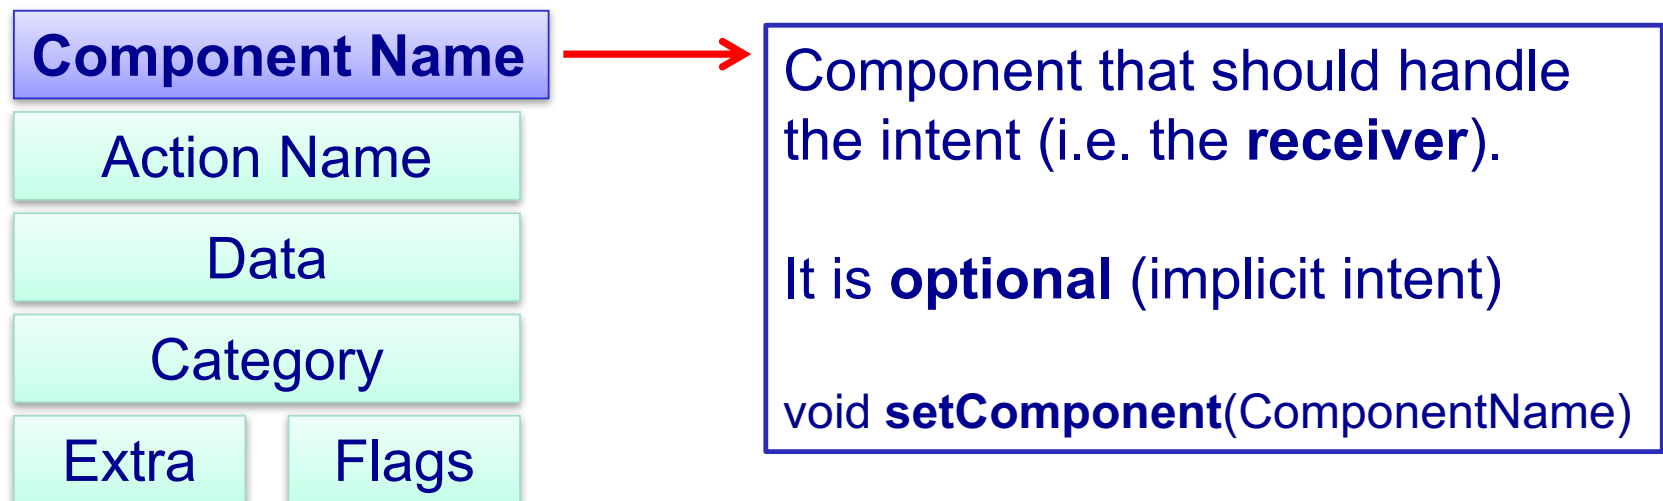 Component Name
Action Name
Data
Category
Extra
Flags
Component that should handle
the intent (i.e. the receiver).
It is optional (implicit intent)
void setComponent(ComponentName)